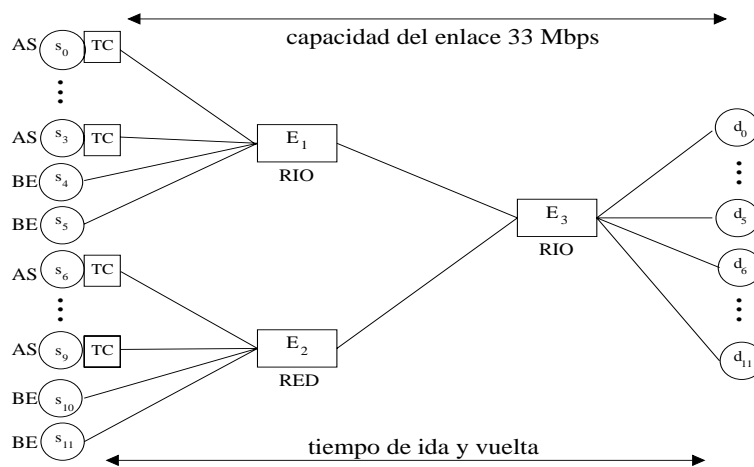 capacidad del enlace 33 Mbps
AS s0 TC
AS s3 TC
BE s4
BE s5
AS s6 TC
AS s9 TC
BE s10
BE s11
E1
RIO
E2
RED
E3
RIO
d0
d5
d6
d11
tiempo de ida y vuelta